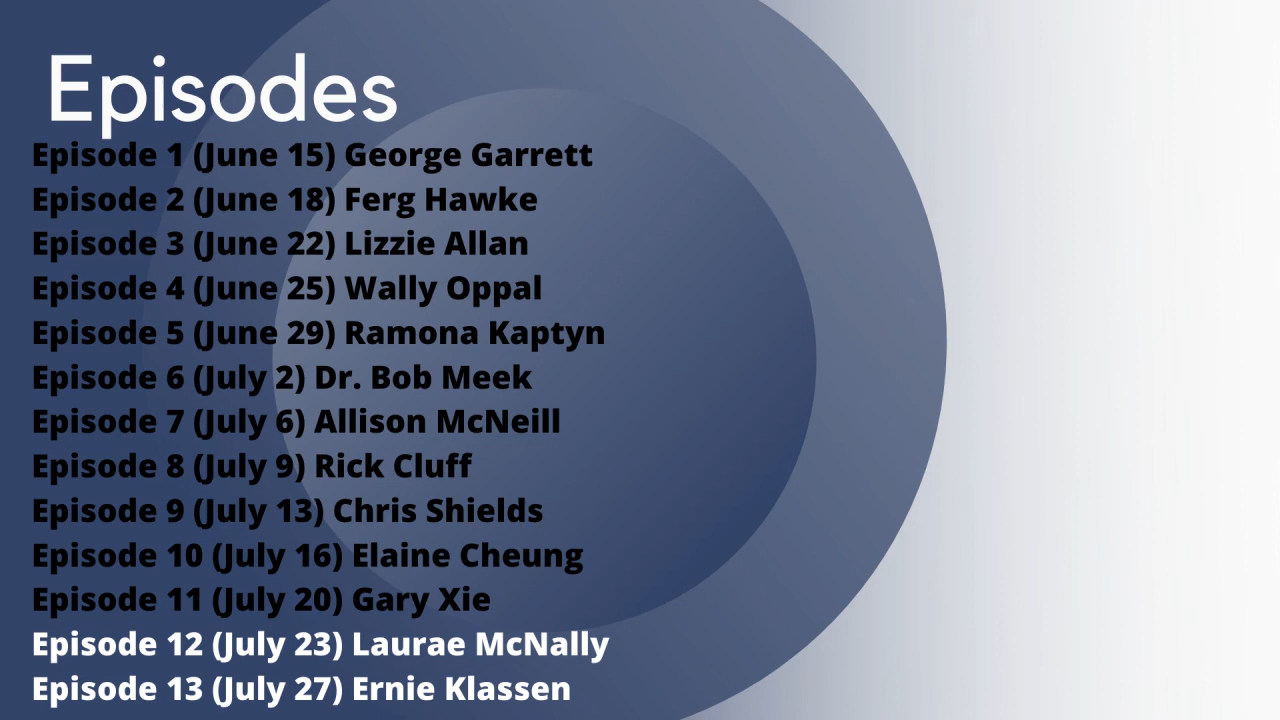 Episodes
Episode 1 (June 15) George Garrett
Episode 2 (June 18) Ferg Hawke
Episode 3 (June 22) Lizzie Allan
Episode 4 (June 25) Wally Oppal
Episode 5 (June 29) Ramona Kaptyn
Episode 6 (July 2) Dr. Bob Meek
Episode 7 (July 6) Allison McNeill
Episode 8 (July 9) Rick Cluff
Episode 9 (July 13) Chris Shields
Episode 10 (July 16) Elaine Cheung
Episode 11 (July 20) Gary Xie
Episode 12 (July 23) Laurae McNally
Episode 13 (July 27) Ernie Klassen